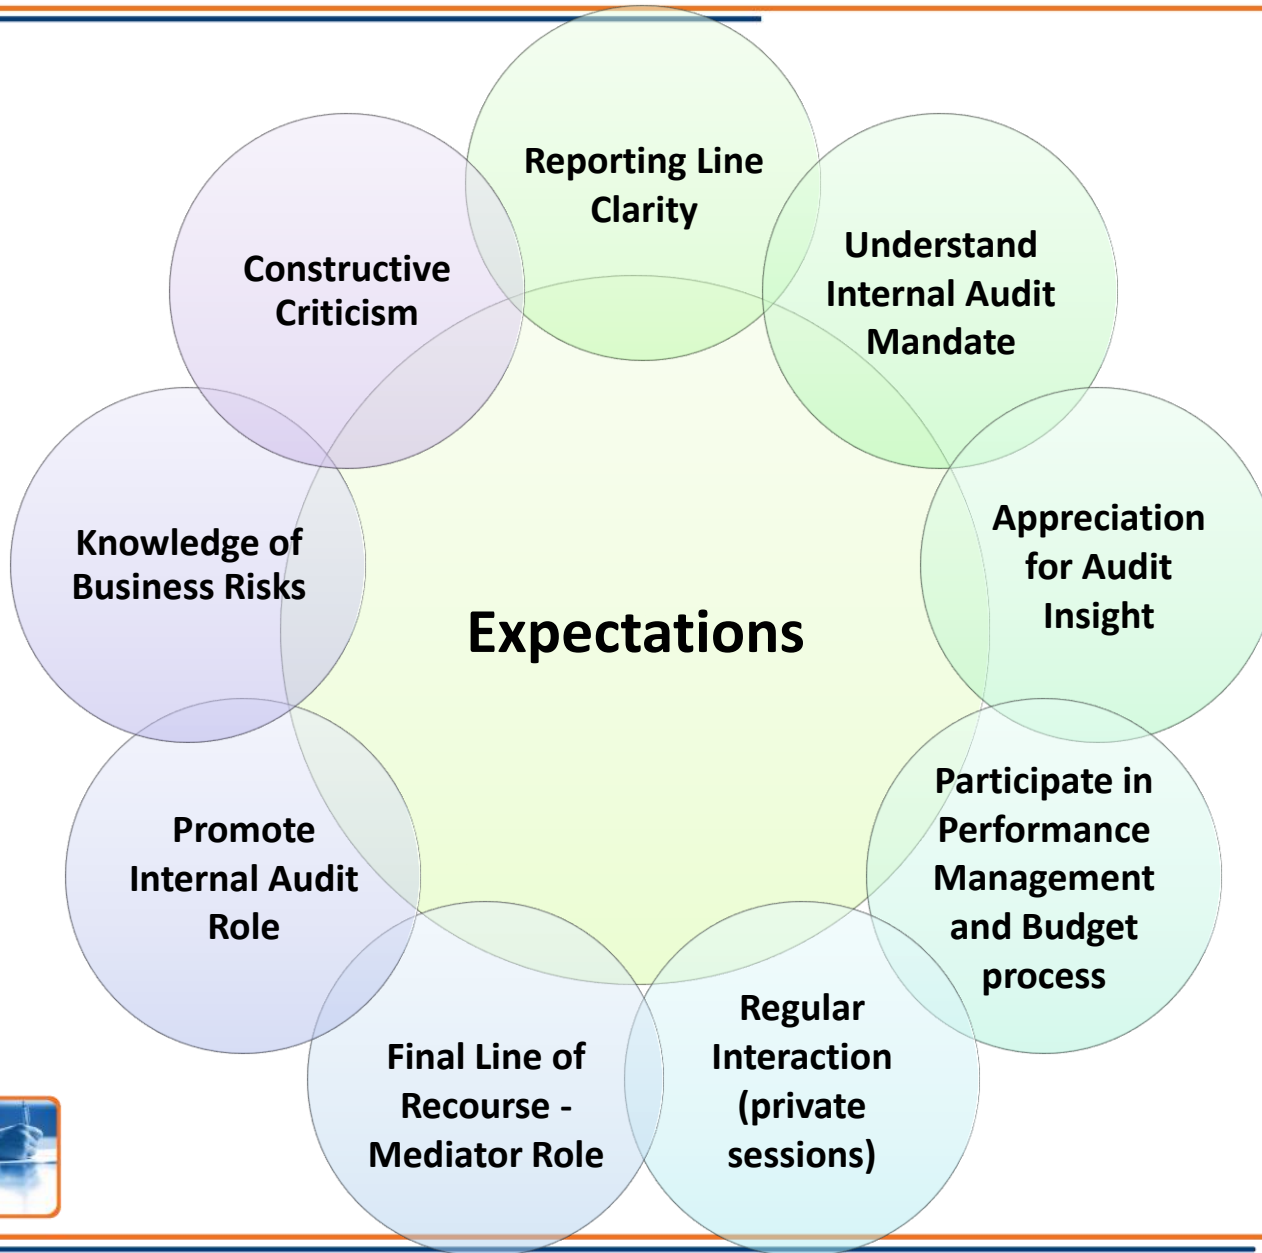 Reporting Line
Clarity
Understand
Internal Audit
Mandate
Appreciation
for Audit
Insight
Participate in
Performance
Management
and Budget
process
Regular
Interaction
(private
sessions)
Final Line of
Recourse -
Mediator Role
Promote
Internal Audit
Role
Knowledge of
Business Risks
Constructive
Criticism
Expectations